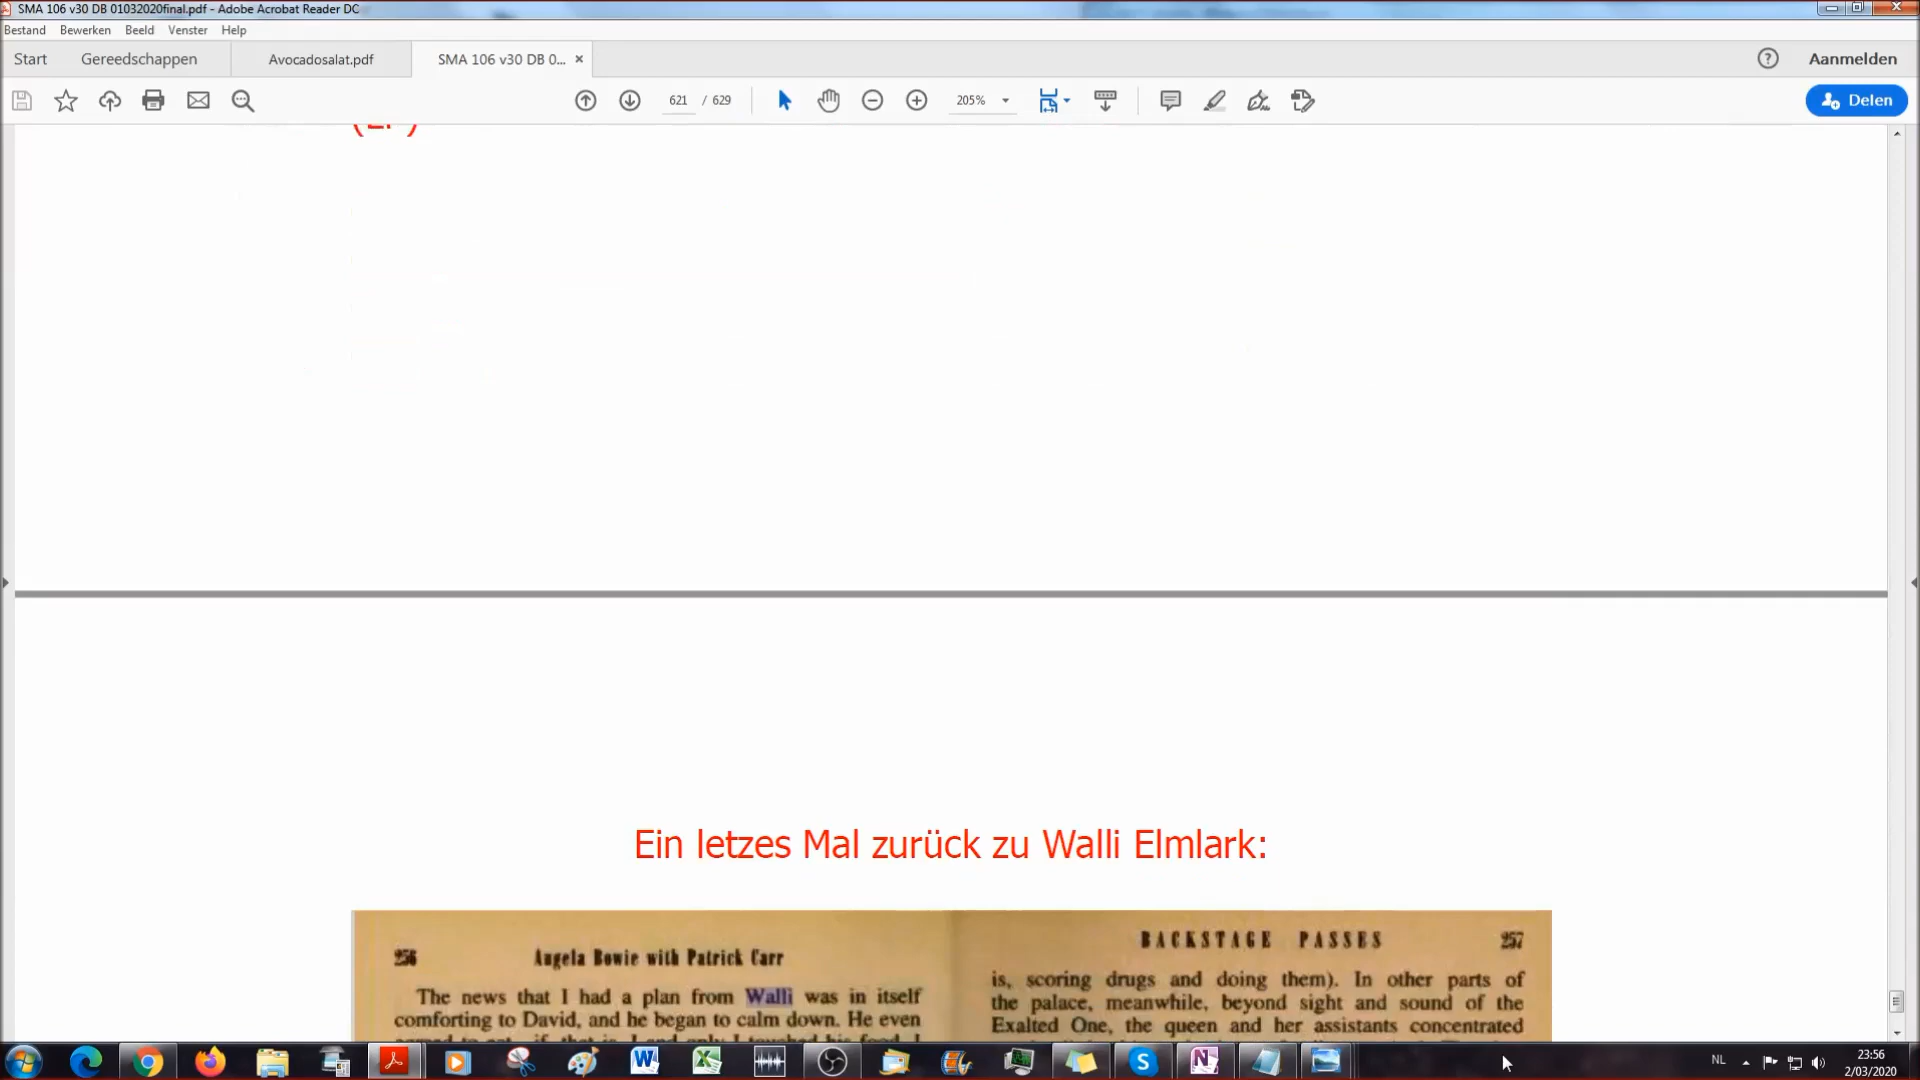 SMA 106 v30 DB 01032020final.pdf - Adobe Acrobat Reader DC
Bestand Bewerken Beeld Venster Help
Start Gereedschappen Avocadosalat.pdf SMA 106 v30 DB 0... × Aanmelden
621 / 629 205% Delen
Ein letzes Mal zurück zu Walli Elmlark:
256 Angela Bowie with Patrick Carr
The news that I had a plan from Walli was in itself
comforting to David, and he began to calm down. He even
BACKSTAGE PASSES 257
is, scoring drugs and doing them). In other parts of
the palace, meanwhile, beyond sight and sound of the
Exalted One, the queen and her assistants concentrated
NL 23:56
2/03/2020